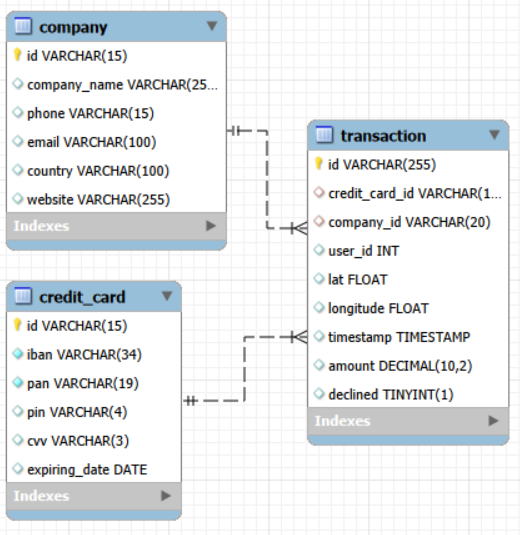 company
id VARCHAR(15)
company_name VARCHAR(25...
phone VARCHAR(15)
email VARCHAR(100)
country VARCHAR(100)
website VARCHAR(255)
Indexes
transaction
id VARCHAR(255)
credit_card_id VARCHAR(1...
company_id VARCHAR(20)
user_id INT
lat FLOAT
longitude FLOAT
timestamp TIMESTAMP
amount DECIMAL(10,2)
declined TINYINT(1)
Indexes
credit_card
id VARCHAR(15)
iban VARCHAR(34)
pan VARCHAR(19)
pin VARCHAR(4)
cvv VARCHAR(3)
expiring_date DATE
Indexes